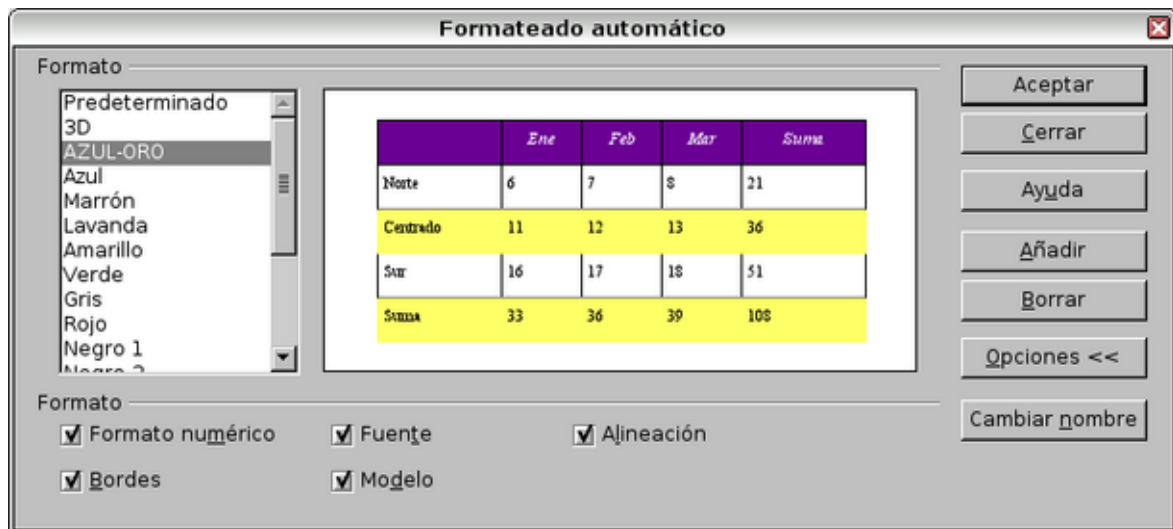 Formateado automático
Formato
Predeterminado
3D
AZUL-ORO
Azul
Marrón
Lavanda
Amarillo
Verde
Gris
Rojo
Negro 1
Ene Feb Mar Suma
Norte 6 7 8 21
Centrado 11 12 13 36
Sur 16 17 18 51
Suma 33 36 39 108
Aceptar
Cerrar
Ayuda
Añadir
Borrar
Opciones <<
Cambiar nombre
Formato
Formato numérico Fuente Alineación
Bordes Modelo